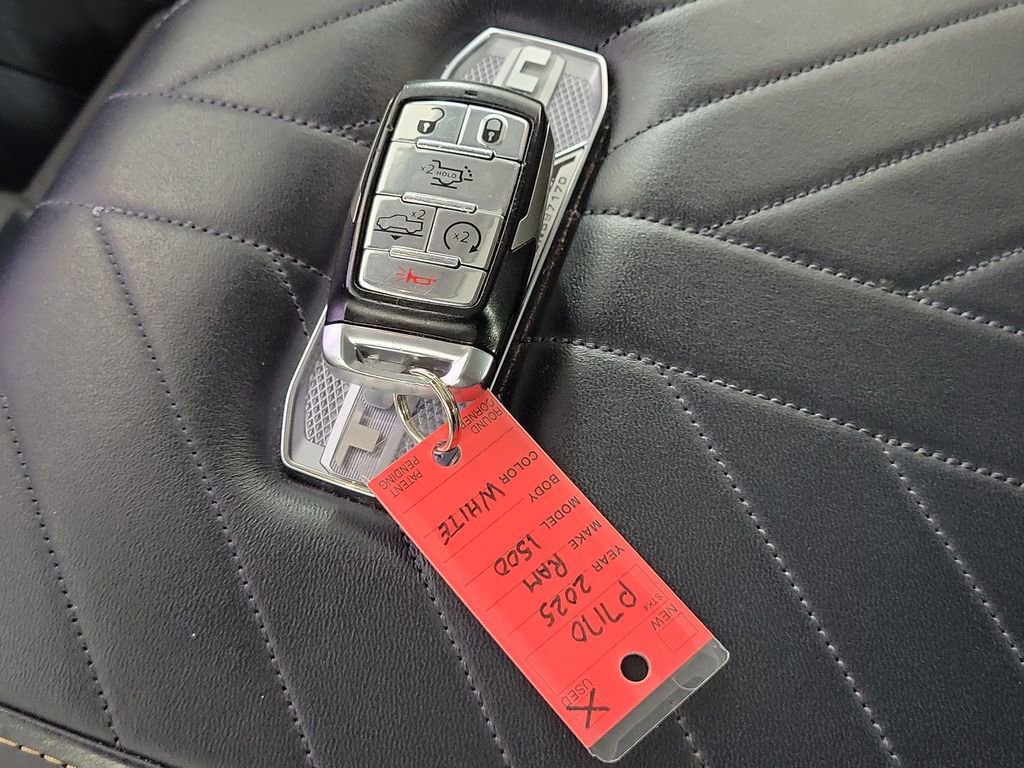 x2 HOLD
x2
x2
NEW
USED X
STK# P7170
YEAR 2025
MAKE RAM
MODEL 1500
BODY
COLOR WHITE
ROUND
CORNER
PATENT
PENDING